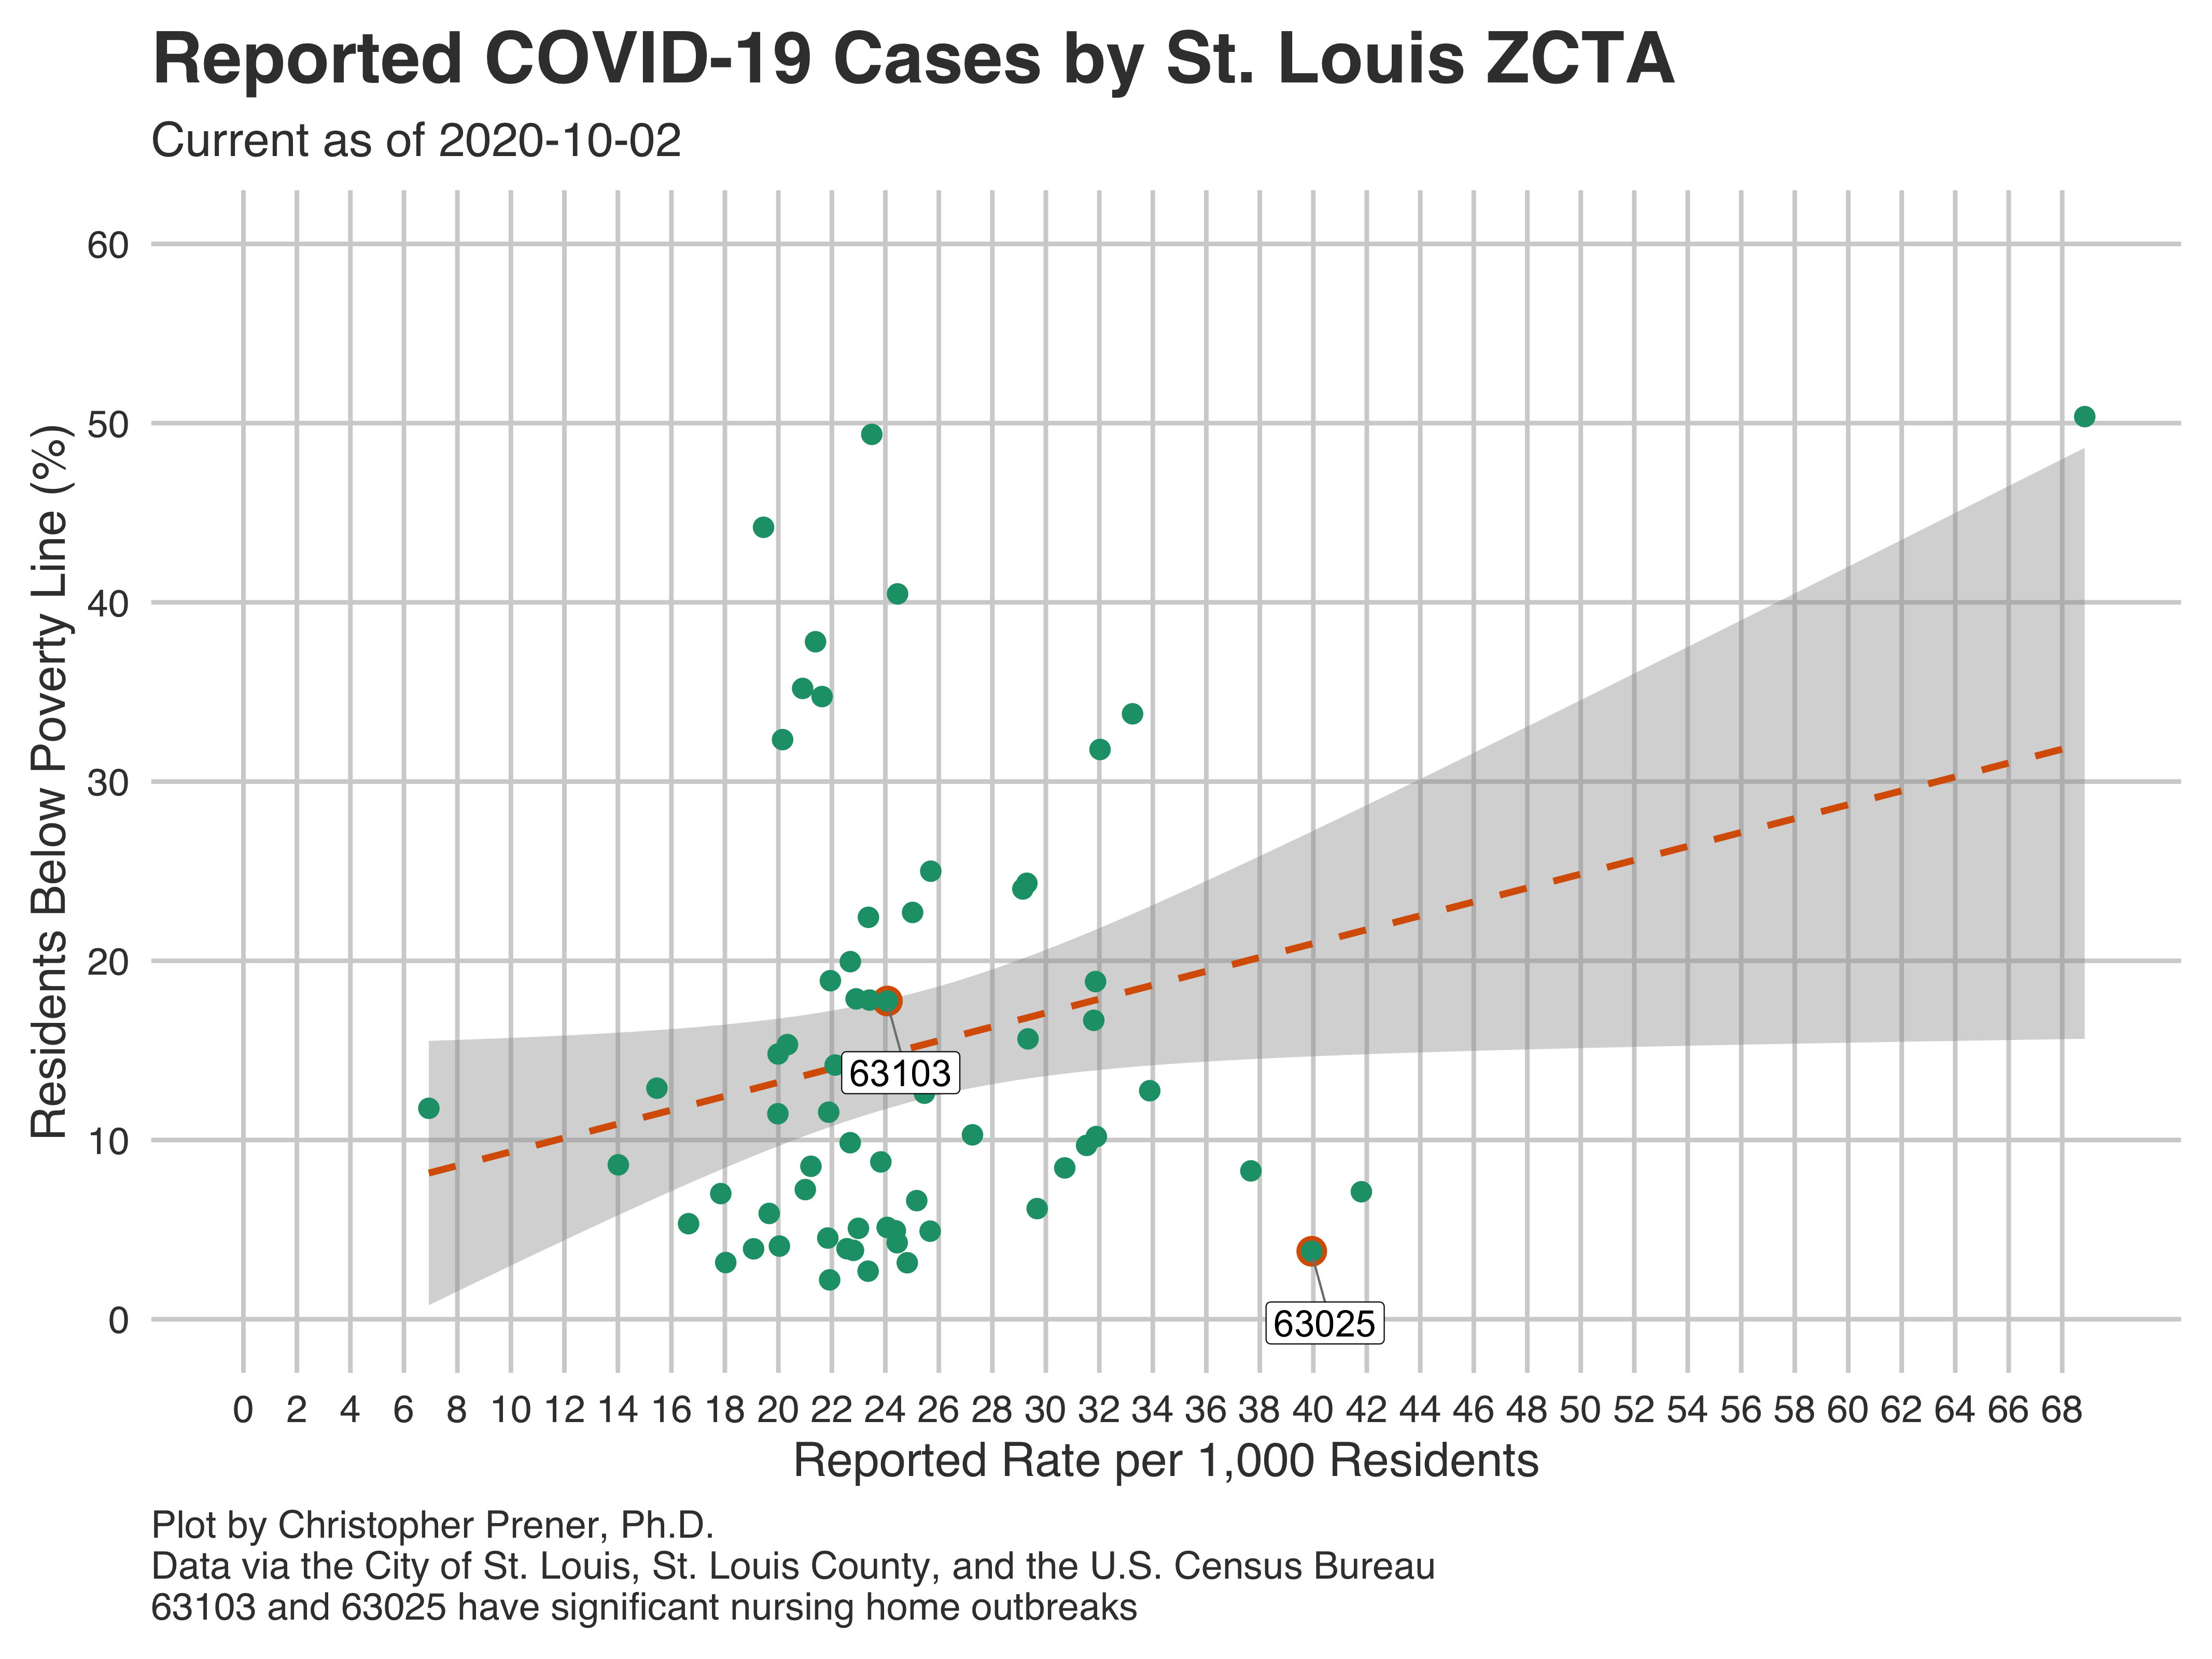 Reported COVID-19 Cases by St. Louis ZCTA
Current as of 2020-10-02
Residents Below Poverty Line (%)
60
50
40
30
20
10
0
63103
63025
0 2 4 6 8 10 12 14 16 18 20 22 24 26 28 30 32 34 36 38 40 42 44 46 48 50 52 54 56 58 60 62 64 66 68
Reported Rate per 1,000 Residents
Plot by Christopher Prener, Ph.D.
Data via the City of St. Louis, St. Louis County, and the U.S. Census Bureau
63103 and 63025 have significant nursing home outbreaks